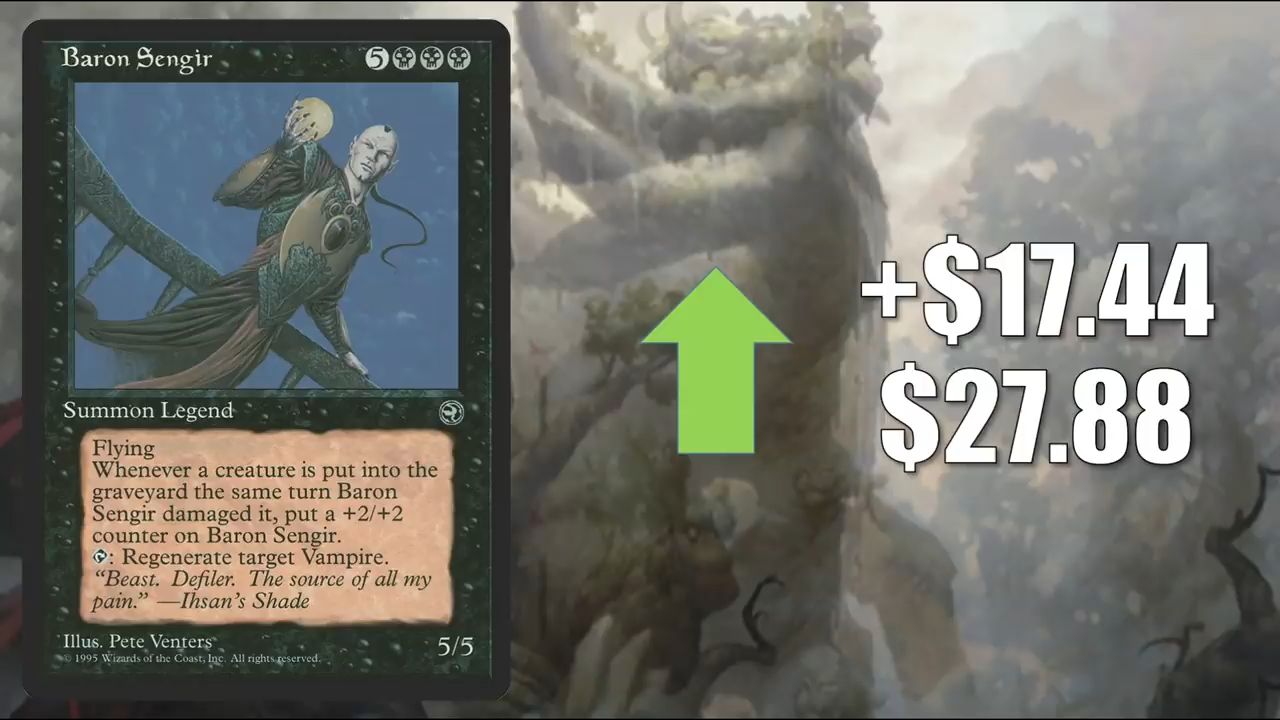 Baron Sengir
5
Summon Legend
Flying
Whenever a creature is put into the
graveyard the same turn Baron
Sengir damaged it, put a +2/+2
counter on Baron Sengir.
: Regenerate target Vampire.
“Beast. Defiler. The source of all my
pain.” —Ihsan’s Shade
Illus. Pete Venters
5/5
© 1995 Wizards of the Coast, Inc. All rights reserved.
+$17.44
$27.88